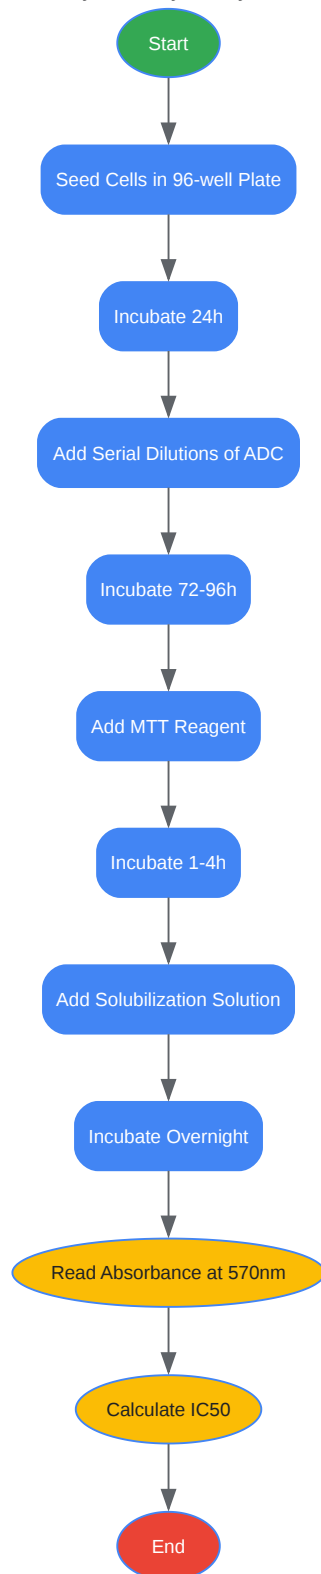 Start
Seed Cells in 96-well Plate
Incubate 24h
Add Serial Dilutions of ADC
Incubate 72-96h
Add MTT Reagent
Incubate 1-4h
Add Solubilization Solution
Incubate Overnight
Read Absorbance at 570nm
Calculate IC50
End